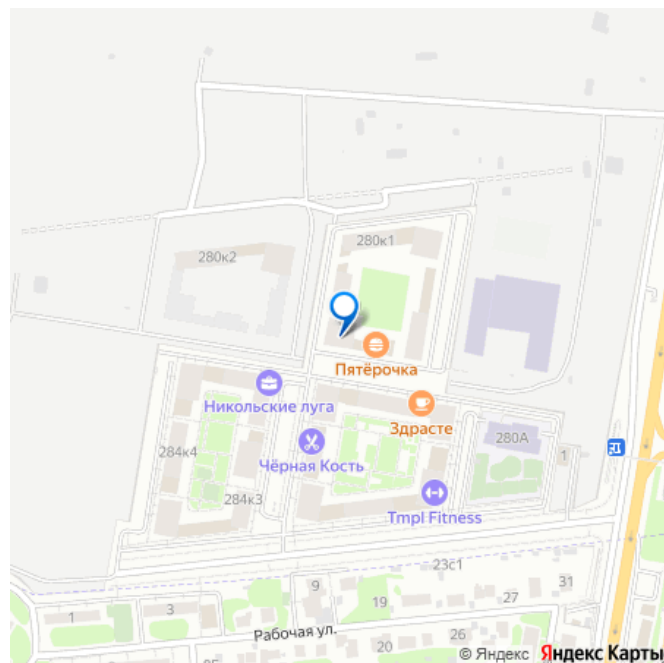 280к1
280к2
Пятёрочка
Никольские луга
Здрасте
280А
1
284к4
Чёрная Кость
284к3
Tmpl Fitness
23с1
9
31
1
3
19
27
Рабочая ул.
26
20
© Яндекс Яндекс Карты